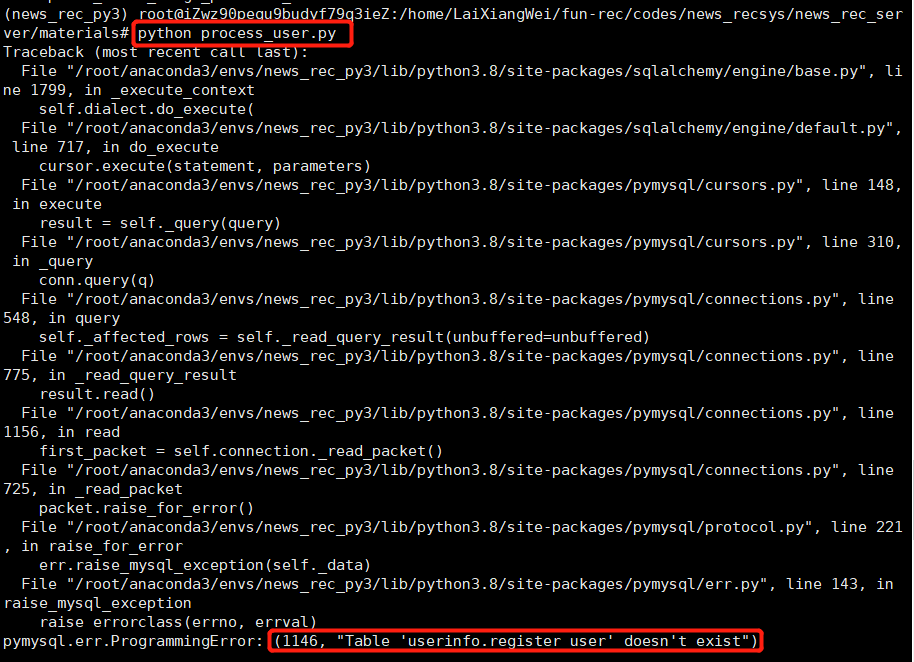 (news_rec_py3) root@iZwz90pequ9budyf79q3ieZ:/home/LaiXiangWei/fun-rec/codes/news_recsys/news_rec_ser
ver/materials# python process_user.py
Traceback (most recent call last):
  File "/root/anaconda3/envs/news_rec_py3/lib/python3.8/site-packages/sqlalchemy/engine/base.py", li
ne 1799, in _execute_context
    self.dialect.do_execute(
  File "/root/anaconda3/envs/news_rec_py3/lib/python3.8/site-packages/sqlalchemy/engine/default.py",
 line 717, in do_execute
    cursor.execute(statement, parameters)
  File "/root/anaconda3/envs/news_rec_py3/lib/python3.8/site-packages/pymysql/cursors.py", line 148,
 in execute
    result = self._query(query)
  File "/root/anaconda3/envs/news_rec_py3/lib/python3.8/site-packages/pymysql/cursors.py", line 310,
 in _query
    conn.query(q)
  File "/root/anaconda3/envs/news_rec_py3/lib/python3.8/site-packages/pymysql/connections.py", line
548, in query
    self._affected_rows = self._read_query_result(unbuffered=unbuffered)
  File "/root/anaconda3/envs/news_rec_py3/lib/python3.8/site-packages/pymysql/connections.py", line
775, in _read_query_result
    result.read()
  File "/root/anaconda3/envs/news_rec_py3/lib/python3.8/site-packages/pymysql/connections.py", line
1156, in read
    first_packet = self.connection._read_packet()
  File "/root/anaconda3/envs/news_rec_py3/lib/python3.8/site-packages/pymysql/connections.py", line
725, in _read_packet
    packet.raise_for_error()
  File "/root/anaconda3/envs/news_rec_py3/lib/python3.8/site-packages/pymysql/protocol.py", line 221
, in raise_for_error
    err.raise_mysql_exception(self._data)
  File "/root/anaconda3/envs/news_rec_py3/lib/python3.8/site-packages/pymysql/err.py", line 143, in
raise_mysql_exception
    raise errorclass(errno, errval)
pymysql.err.ProgrammingError: (1146, "Table 'userinfo.register_user' doesn't exist")